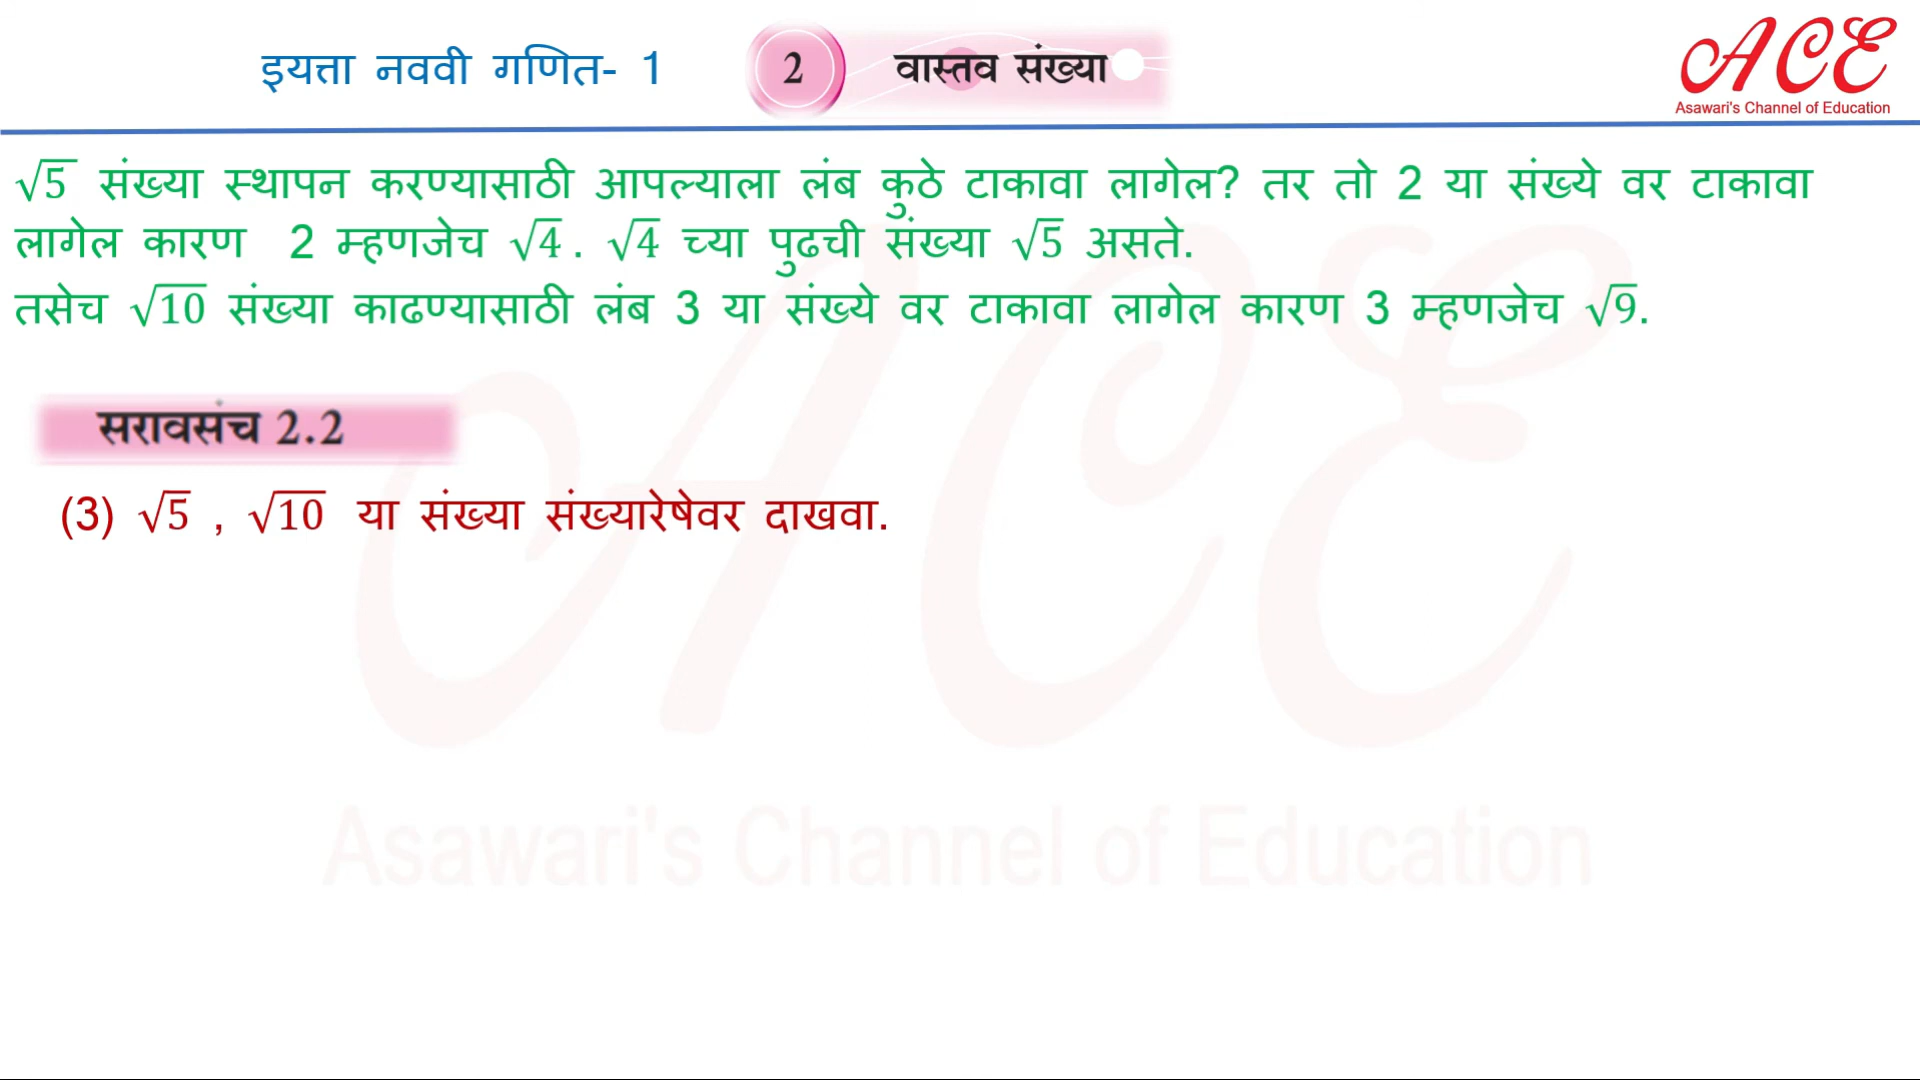 इयत्ता नववी गणित- 1
2 वास्तव संख्या
ACE
Asawari's Channel of Education
√5 संख्या स्थापन करण्यासाठी आपल्याला लंब कुठे टाकावा लागेल? तर तो 2 या संख्ये वर टाकावा
लागेल कारण 2 म्हणजेच √4 . √4 च्या पुढची संख्या √5 असते.
तसेच √10 संख्या काढण्यासाठी लंब 3 या संख्ये वर टाकावा लागेल कारण 3 म्हणजेच √9.
सरावसंच 2.2
(3) √5 , √10 या संख्या संख्यारेषेवर दाखवा.
ACE
Asawari's Channel of Education